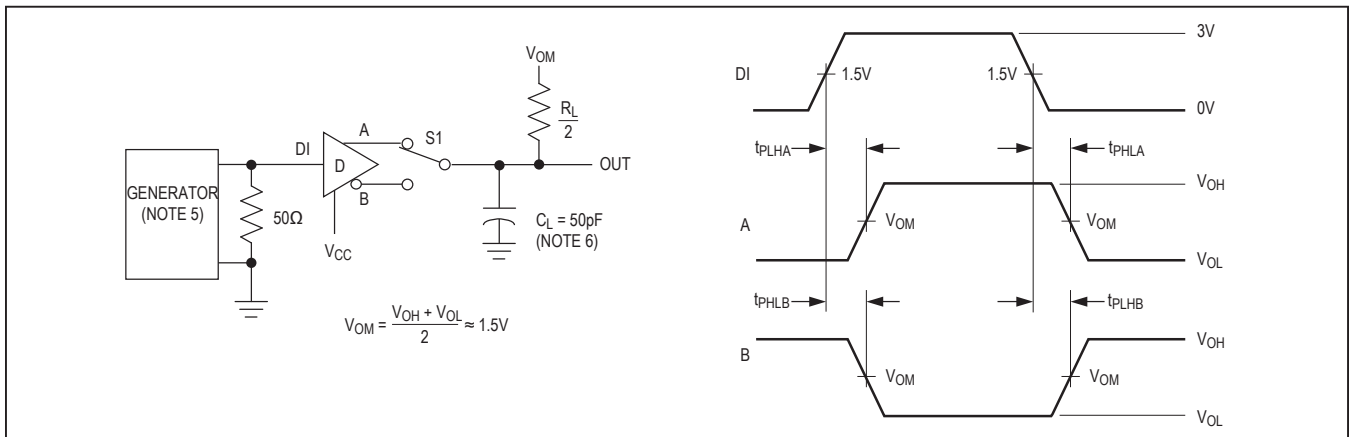 GENERATOR
(NOTE 5)
50Ω
DI
D
A
B
VCC
S1
VOM
RL
2
OUT
CL = 50pF
(NOTE 6)
VOM = VOH + VOL / 2 ≈ 1.5V
DI
1.5V
1.5V
3V
0V
tPLHA
tPHLA
A
VOM
VOM
VOH
VOL
tPHLB
tPLHB
B
VOM
VOM
VOH
VOL